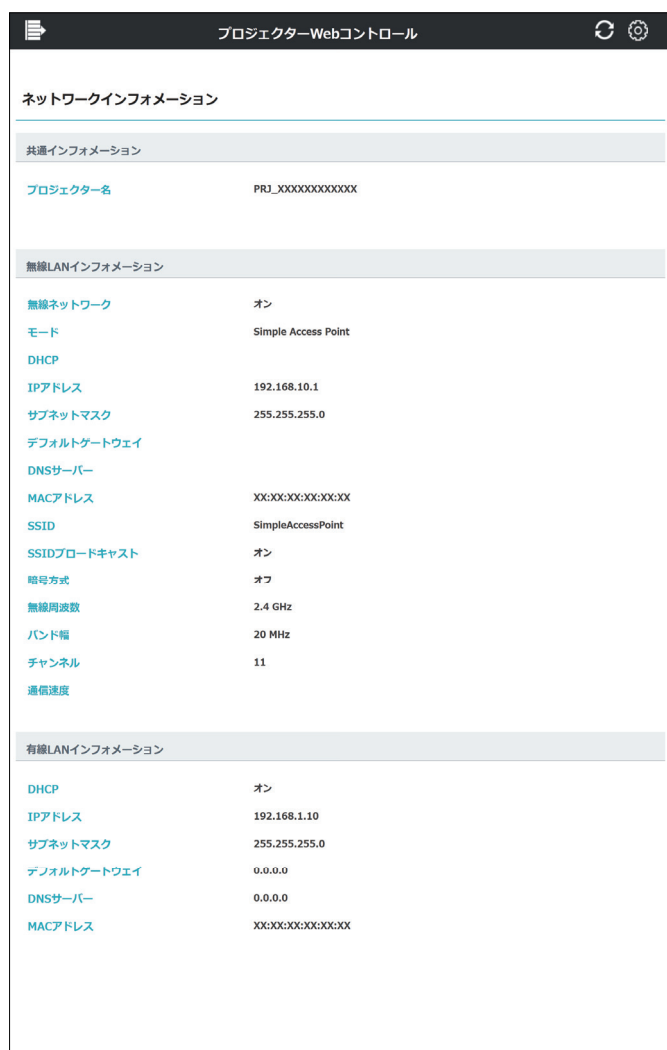 プロジェクターWebコントロール
ネットワークインフォメーション
共通インフォメーション
プロジェクター名 PRJ_XXXXXXXXXXXX
無線LANインフォメーション
無線ネットワーク オン
モード Simple Access Point
DHCP
IPアドレス 192.168.10.1
サブネットマスク 255.255.255.0
デフォルトゲートウェイ
DNSサーバー
MACアドレス XX:XX:XX:XX:XX:XX
SSID SimpleAccessPoint
SSIDブロードキャスト オン
暗号方式 オフ
無線周波数 2.4 GHz
バンド幅 20 MHz
チャンネル 11
通信速度
有線LANインフォメーション
DHCP オン
IPアドレス 192.168.1.10
サブネットマスク 255.255.255.0
デフォルトゲートウェイ 0.0.0.0
DNSサーバー 0.0.0.0
MACアドレス XX:XX:XX:XX:XX:XX